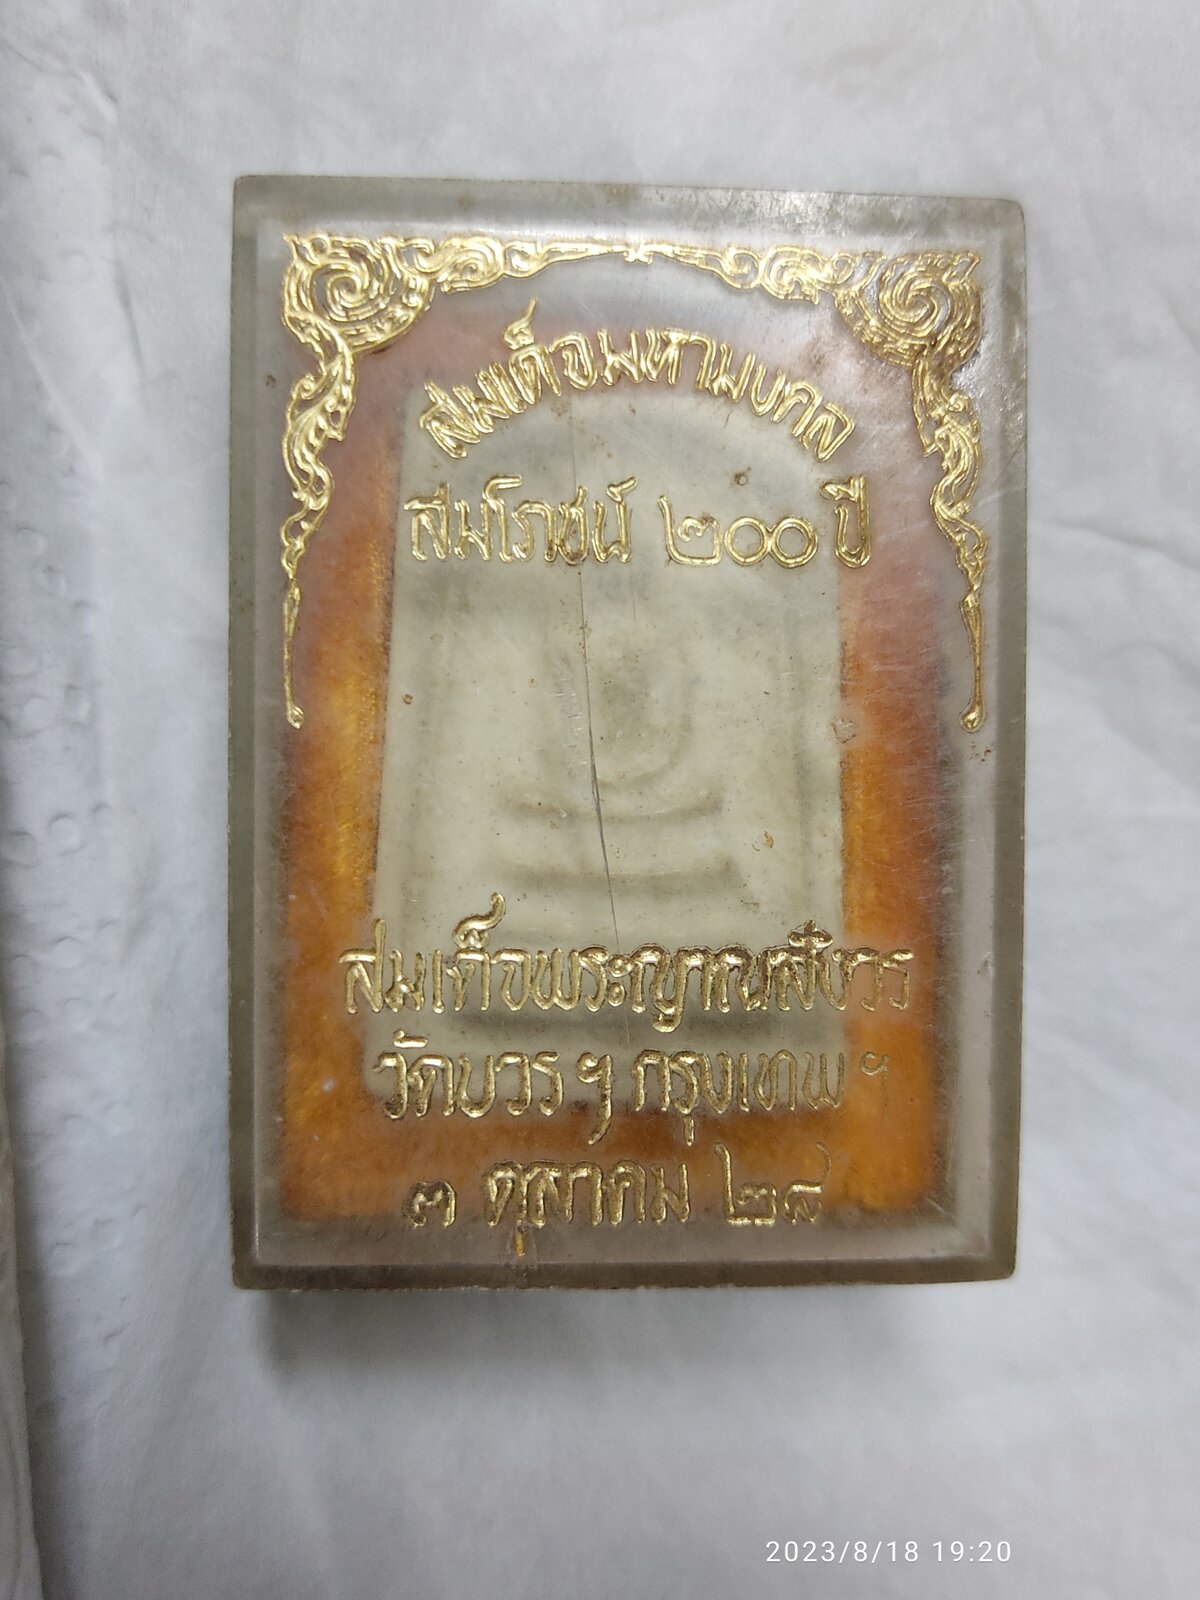 สมเด็จมหามงคล
สมโภชน์ ๒๐๐ ปี
สมเด็จพระญาณสังวร
วัดบวร ฯ กรุงเทพ ฯ
๓ ตุลาคม ๒๕
2023/8/18 19:20